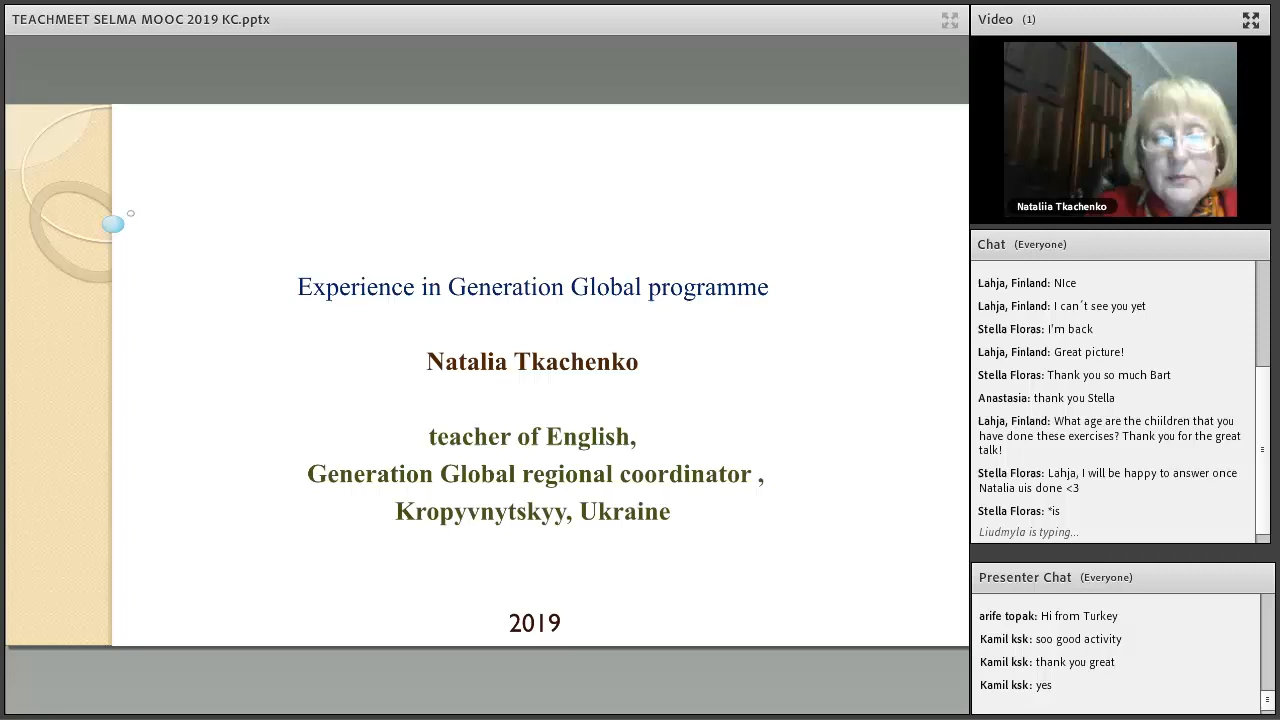 TEACHMEET SELMA MOOC 2019 KC.pptx
Experience in Generation Global programme
Natalia Tkachenko
teacher of English,
Generation Global regional coordinator ,
Kropyvnytskyy, Ukraine
2019
Video (1)
Nataliia Tkachenko
Chat (Everyone)
Lahja, Finland: NIce
Lahja, Finland: I can´t see you yet
Stella Floras: I'm back
Lahja, Finland: Great picture!
Stella Floras: Thank you so much Bart
Anastasia: thank you Stella
Lahja, Finland: What age are the chiildren that you
have done these exercises? Thank you for the great
talk!
Stella Floras: Lahja, I will be happy to answer once
Natalia uis done <3
Stella Floras: *is
Liudmyla is typing...
Presenter Chat (Everyone)
arife topak: Hi from Turkey
Kamil ksk: soo good activity
Kamil ksk: thank you great
Kamil ksk: yes